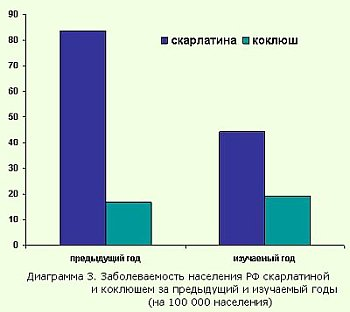 90
80
70
60
50
40
30
20
10
0
скарлатина коклюш
предыдущий год изучаемый год
Диаграмма 3. Заболеваемость населения РФ скарлатиной
и коклюшем за предыдущий и изучаемый годы
(на 100 000 населения)